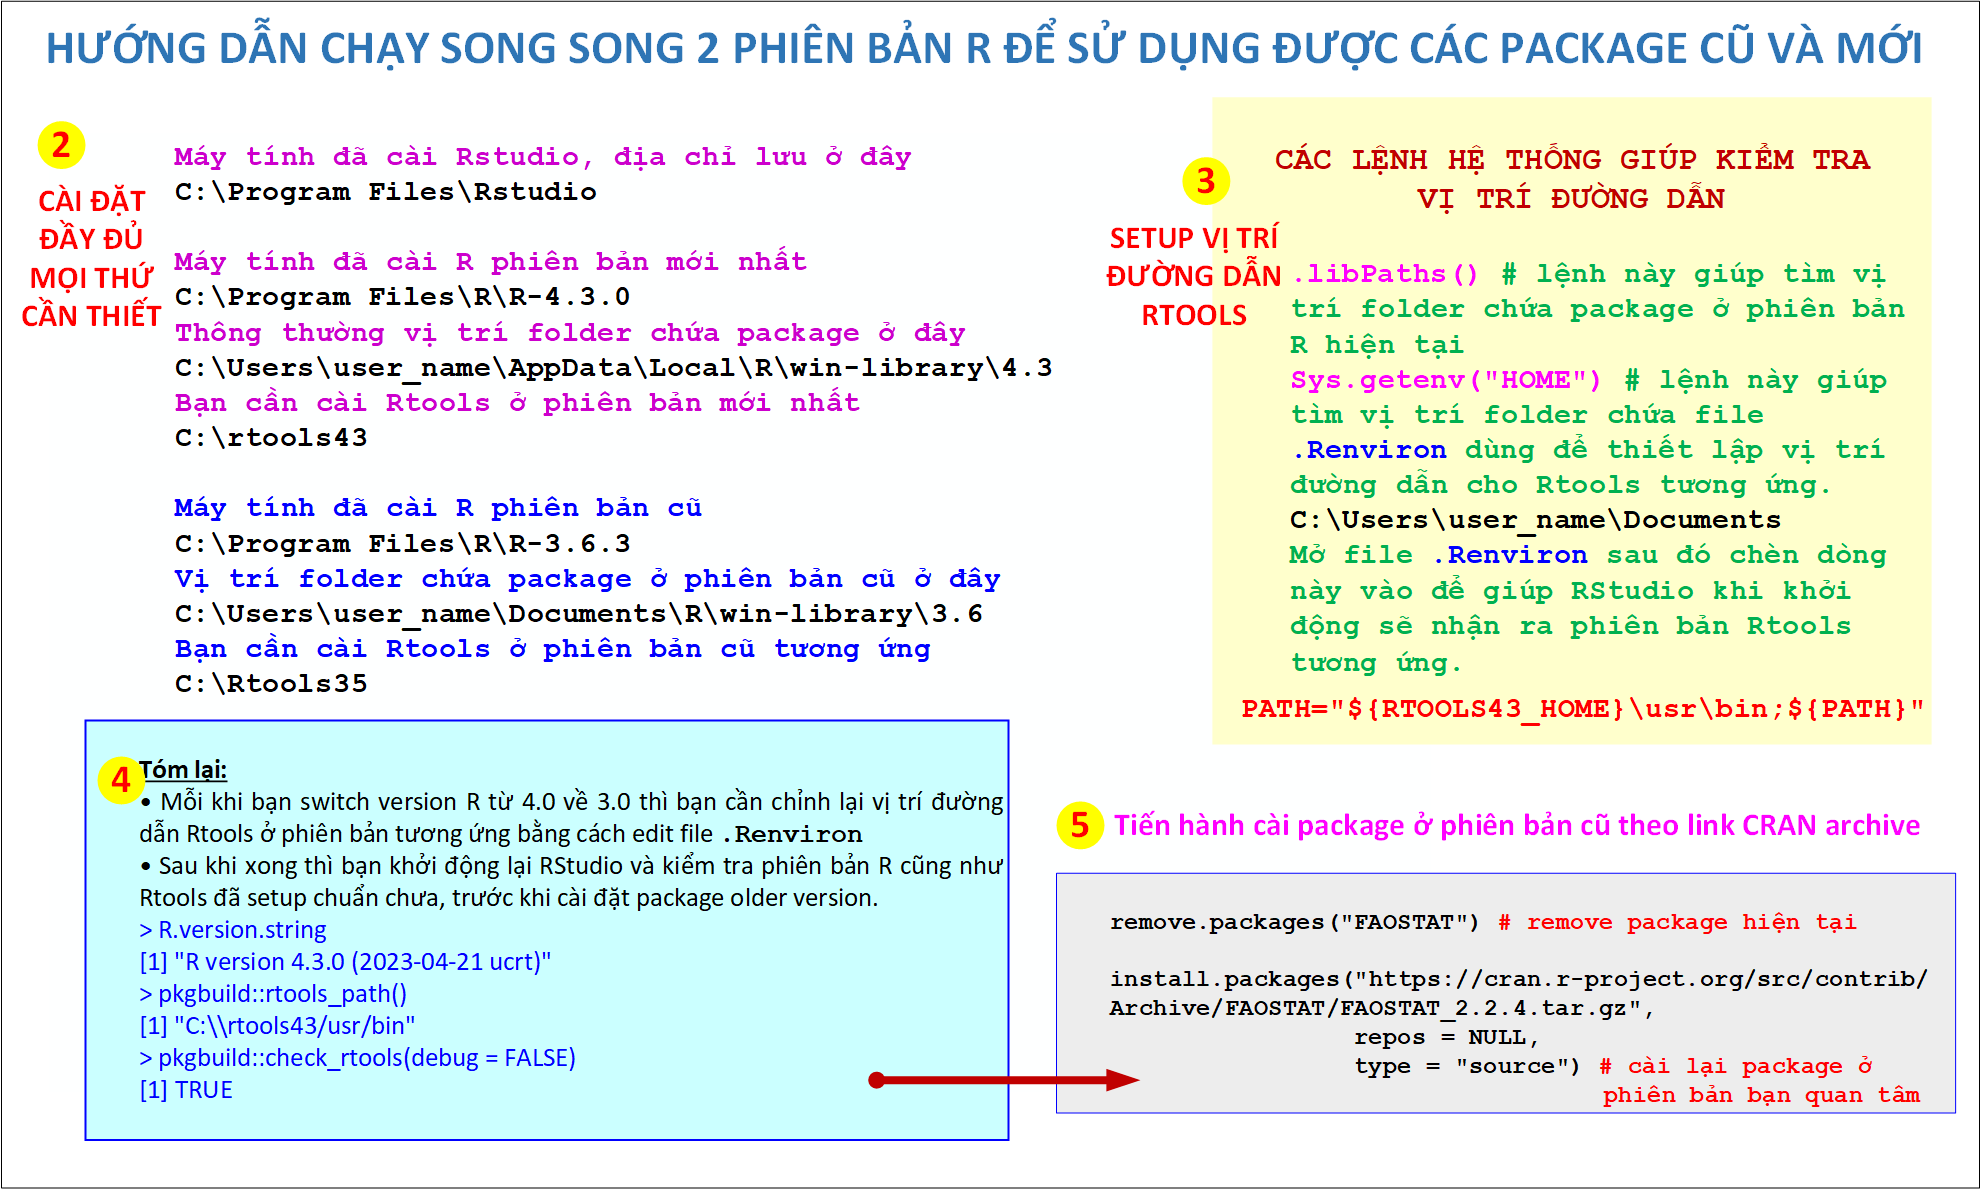 HƯỚNG DẪN CHẠY SONG SONG 2 PHIÊN BẢN R ĐỂ SỬ DỤNG ĐƯỢC CÁC PACKAGE CŨ VÀ MỚI
2
CÀI ĐẶT
ĐẦY ĐỦ
MỌI THỨ
CẦN THIẾT
Máy tính đã cài Rstudio, địa chỉ lưu ở đây
C:\Program Files\Rstudio
Máy tính đã cài R phiên bản mới nhất
C:\Program Files\R\R-4.3.0
Thông thường vị trí folder chứa package ở đây
C:\Users\user_name\AppData\Local\R\win-library\4.3
Bạn cần cài Rtools ở phiên bản mới nhất
C:\rtools43
Máy tính đã cài R phiên bản cũ
C:\Program Files\R\R-3.6.3
Vị trí folder chứa package ở phiên bản cũ ở đây
C:\Users\user_name\Documents\R\win-library\3.6
Bạn cần cài Rtools ở phiên bản cũ tương ứng
C:\Rtools35
3
SETUP VỊ TRÍ
ĐƯỜNG DẪN
RTOOLS
CÁC LỆNH HỆ THỐNG GIÚP KIỂM TRA
VỊ TRÍ ĐƯỜNG DẪN
.libPaths() # lệnh này giúp tìm vị
trí folder chứa package ở phiên bản
R hiện tại
Sys.getenv("HOME") # lệnh này giúp
tìm vị trí folder chứa file
.Renviron dùng để thiết lập vị trí
đường dẫn cho Rtools tương ứng.
C:\Users\user_name\Documents
Mở file .Renviron sau đó chèn dòng
này vào để giúp RStudio khi khởi
động sẽ nhận ra phiên bản Rtools
tương ứng.
PATH="${RTOOLS43_HOME}\usr\bin;${PATH}"
4
Tóm lại:
• Mỗi khi bạn switch version R từ 4.0 về 3.0 thì bạn cần chỉnh lại vị trí đường
dẫn Rtools ở phiên bản tương ứng bằng cách edit file .Renviron
• Sau khi xong thì bạn khởi động lại RStudio và kiểm tra phiên bản R cũng như
Rtools đã setup chuẩn chưa, trước khi cài đặt package older version.
> R.version.string
[1] "R version 4.3.0 (2023-04-21 ucrt)"
> pkgbuild::rtools_path()
[1] "C:\\rtools43/usr/bin"
> pkgbuild::check_rtools(debug = FALSE)
[1] TRUE
5
Tiến hành cài package ở phiên bản cũ theo link CRAN archive
remove.packages("FAOSTAT") # remove package hiện tại
install.packages("https://cran.r-project.org/src/contrib/
Archive/FAOSTAT/FAOSTAT_2.2.4.tar.gz",
repos = NULL,
type = "source") # cài lại package ở
phiên bản bạn quan tâm